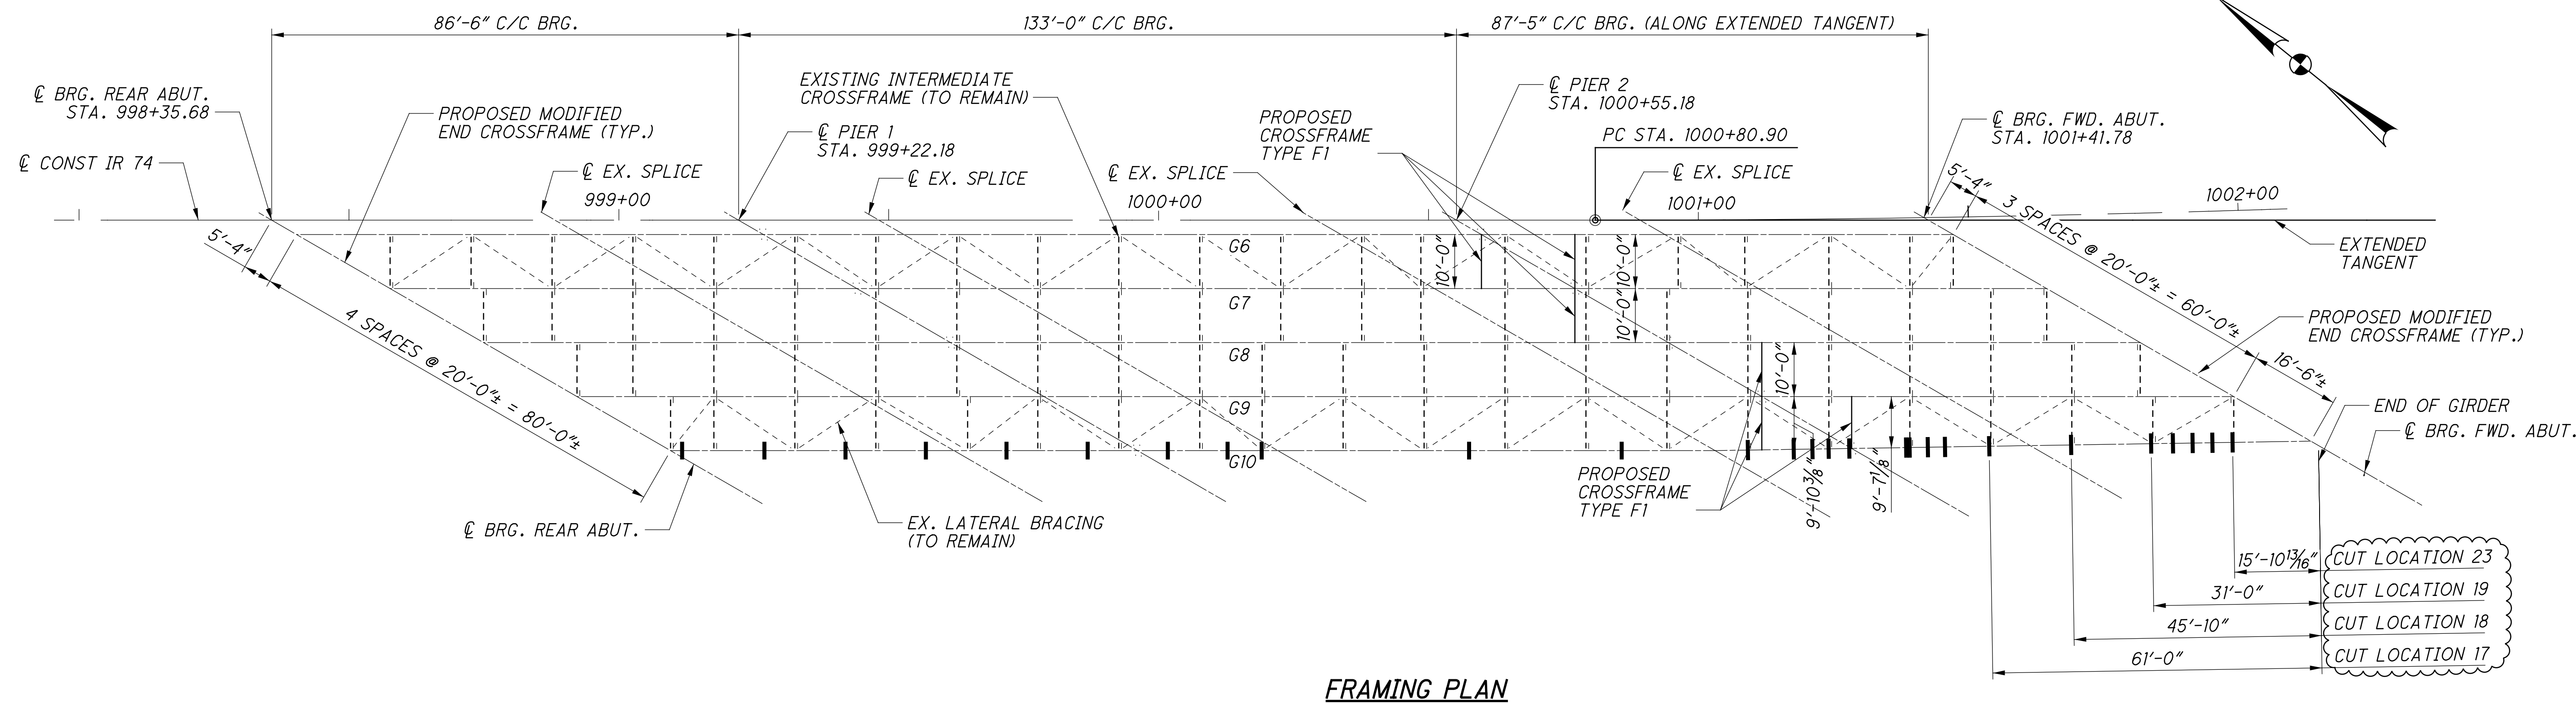 86'-6" C/C BRG.
133'-0" C/C BRG.
87'-5" C/C BRG. (ALONG EXTENDED TANGENT)
℄ BRG. REAR ABUT.
STA. 998+35.68
PROPOSED MODIFIED
END CROSSFRAME (TYP.)
EXISTING INTERMEDIATE
CROSSFRAME (TO REMAIN)
℄ PIER 1
STA. 999+22.18
PROPOSED
CROSSFRAME
TYPE F1
℄ PIER 2
STA. 1000+55.18
PC STA. 1000+80.90
℄ BRG. FWD. ABUT.
STA. 1001+41.78
℄ CONST IR 74
℄ EX. SPLICE
999+00
℄ EX. SPLICE
℄ EX. SPLICE
1000+00
℄ EX. SPLICE
1001+00
5'-4"
1002+00
3 SPACES @ 20'-0"± = 60'-0"±
16'-6"±
EXTENDED
TANGENT
5'-4"
4 SPACES @ 20'-0"± = 80'-0"±
G6
10'-0"
10'-0"
G7
10'-0"
G8
10'-0"
G9
G10
PROPOSED MODIFIED
END CROSSFRAME (TYP.)
END OF GIRDER
℄ BRG. FWD. ABUT.
℄ BRG. REAR ABUT.
EX. LATERAL BRACING
(TO REMAIN)
PROPOSED
CROSSFRAME
TYPE F1
9'-10 3/8"
9'-7 1/8"
15'-10 13/16"
CUT LOCATION 23
31'-0"
CUT LOCATION 19
45'-10"
CUT LOCATION 18
61'-0"
CUT LOCATION 17
FRAMING PLAN